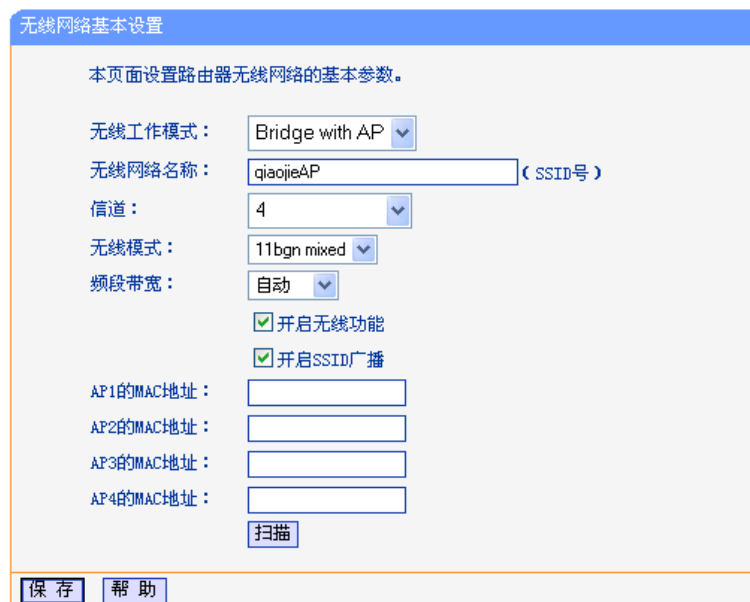 无线网络基本设置
本页面设置路由器无线网络的基本参数。
无线工作模式： Bridge with AP
无线网络名称： qiaojieAP （SSID号）
信道： 4
无线模式： 11bgn mixed
频段带宽： 自动
开启无线功能
开启SSID广播
AP1的MAC地址：
AP2的MAC地址：
AP3的MAC地址：
AP4的MAC地址：
扫描
保 存 帮 助